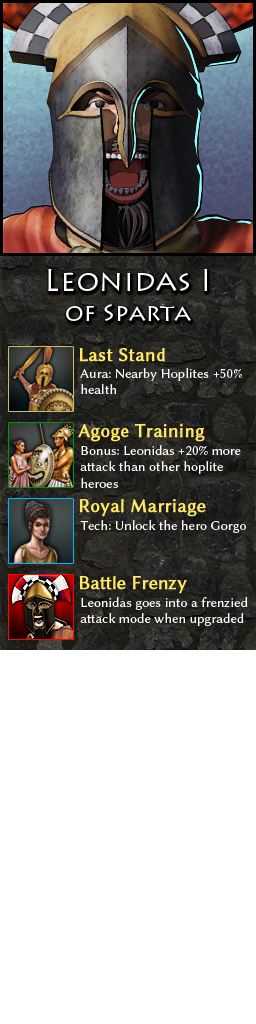 Leonidas I
of Sparta
Last Stand
Aura: Nearby Hoplites +50%
health
Agoge Training
Bonus: Leonidas +20% more
attack than other hoplite
heroes
Royal Marriage
Tech: Unlock the hero Gorgo
Battle Frenzy
Leonidas goes into a frenzied
attack mode when upgraded